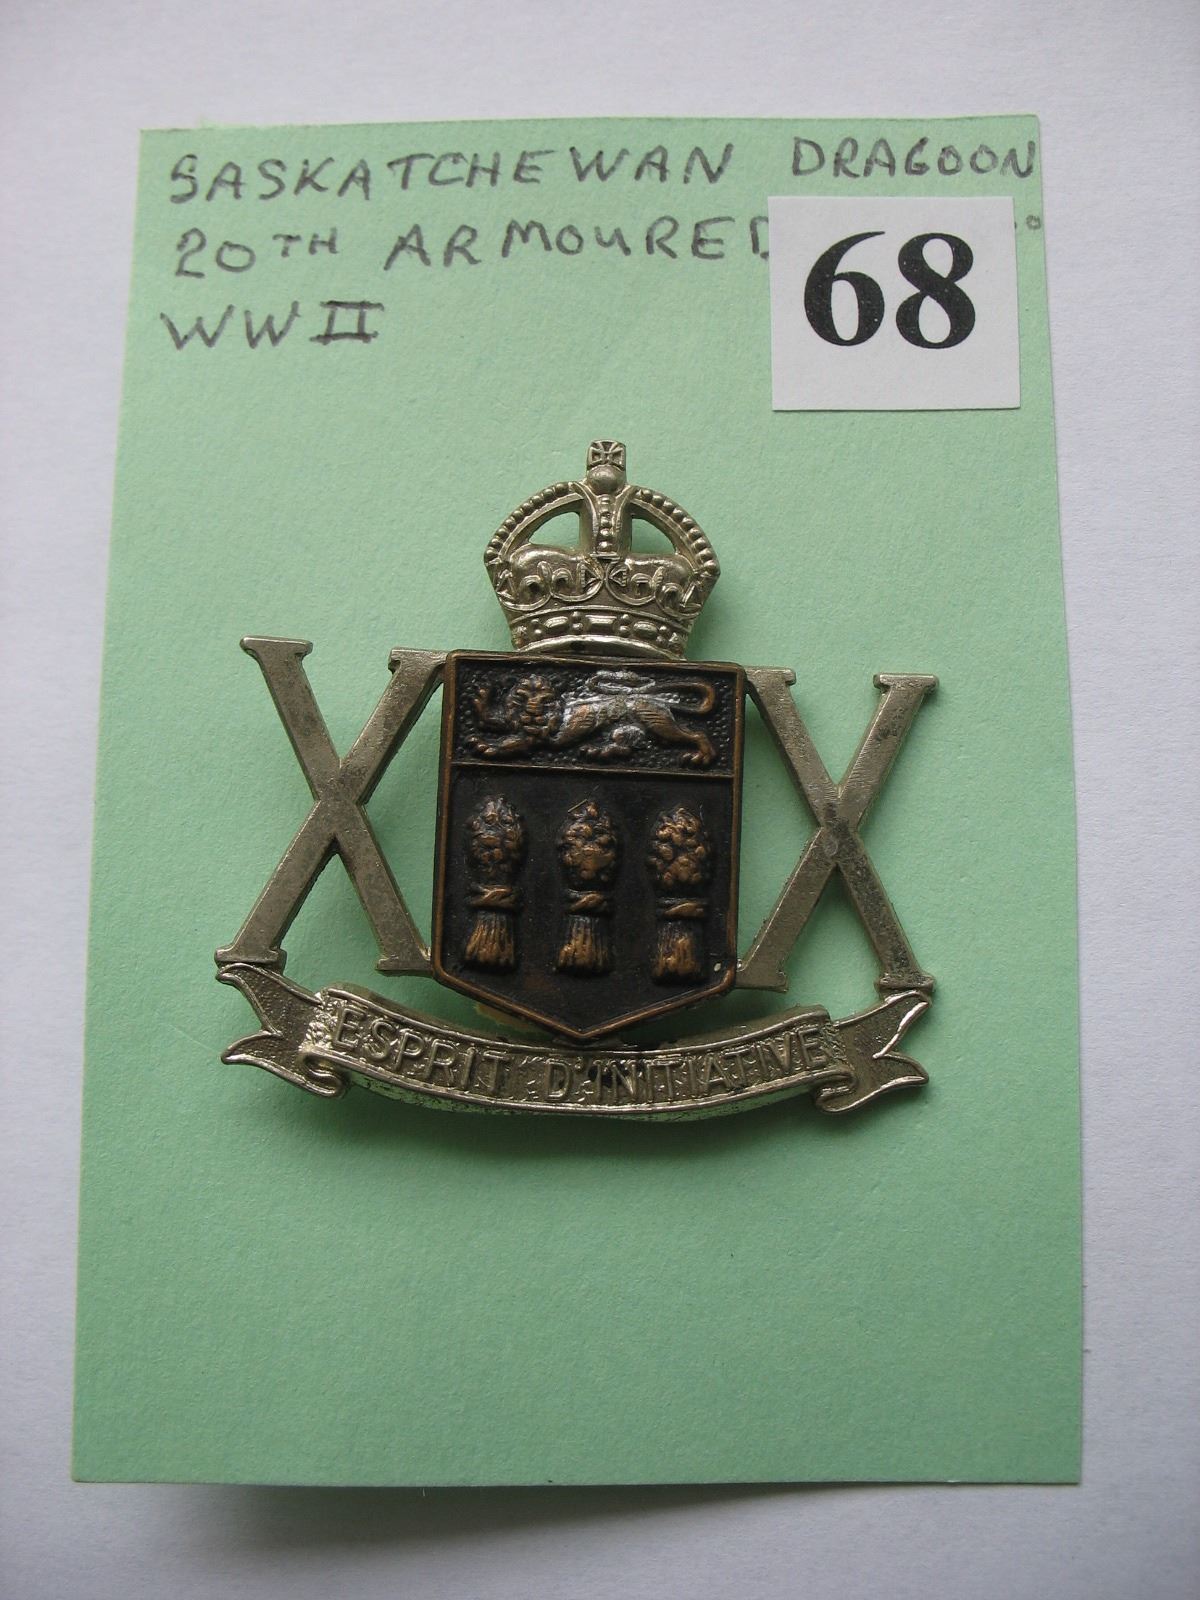 SASKATCHEWAN DRAGOON
20TH ARMOURED
WW II
68
XX
ESPRIT D'INITIATIVE